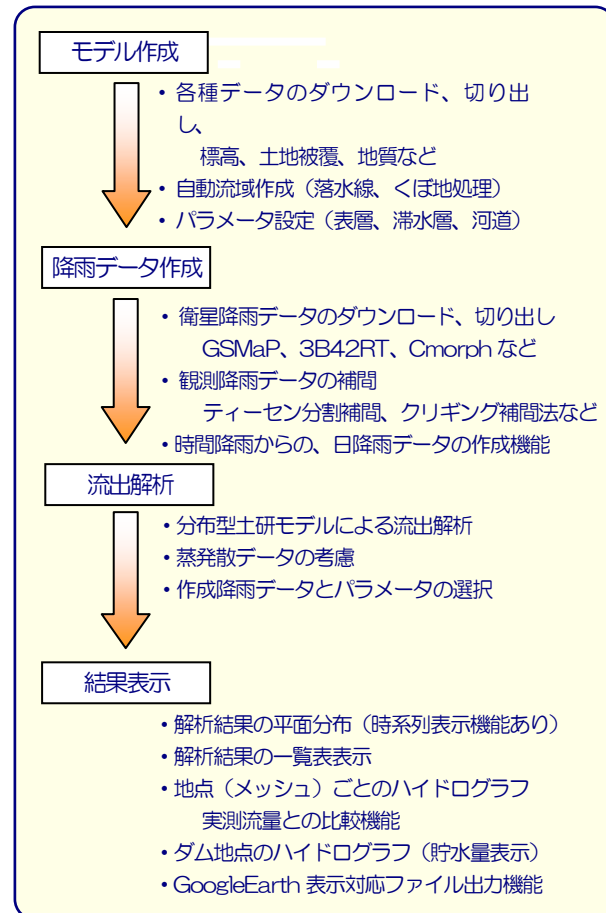 モデル作成
・各種データのダウンロード、切り出
し、
標高、土地被覆、地質など
・自動流域作成（落水線、くぼ地処理）
・パラメータ設定（表層、滞水層、河道）
降雨データ作成
・衛星降雨データのダウンロード、切り出し
GSMaP、3B42RT、Cmorph など
・観測降雨データの補間
ティーセン分割補間、クリギング補間法など
・時間降雨からの、日降雨データの作成機能
流出解析
・分布型土研モデルによる流出解析
・蒸発散データの考慮
・作成降雨データとパラメータの選択
結果表示
・解析結果の平面分布（時系列表示機能あり）
・解析結果の一覧表表示
・地点（メッシュ）ごとのハイドログラフ
実測流量との比較機能
・ダム地点のハイドログラフ（貯水量表示）
・GoogleEarth 表示対応ファイル出力機能